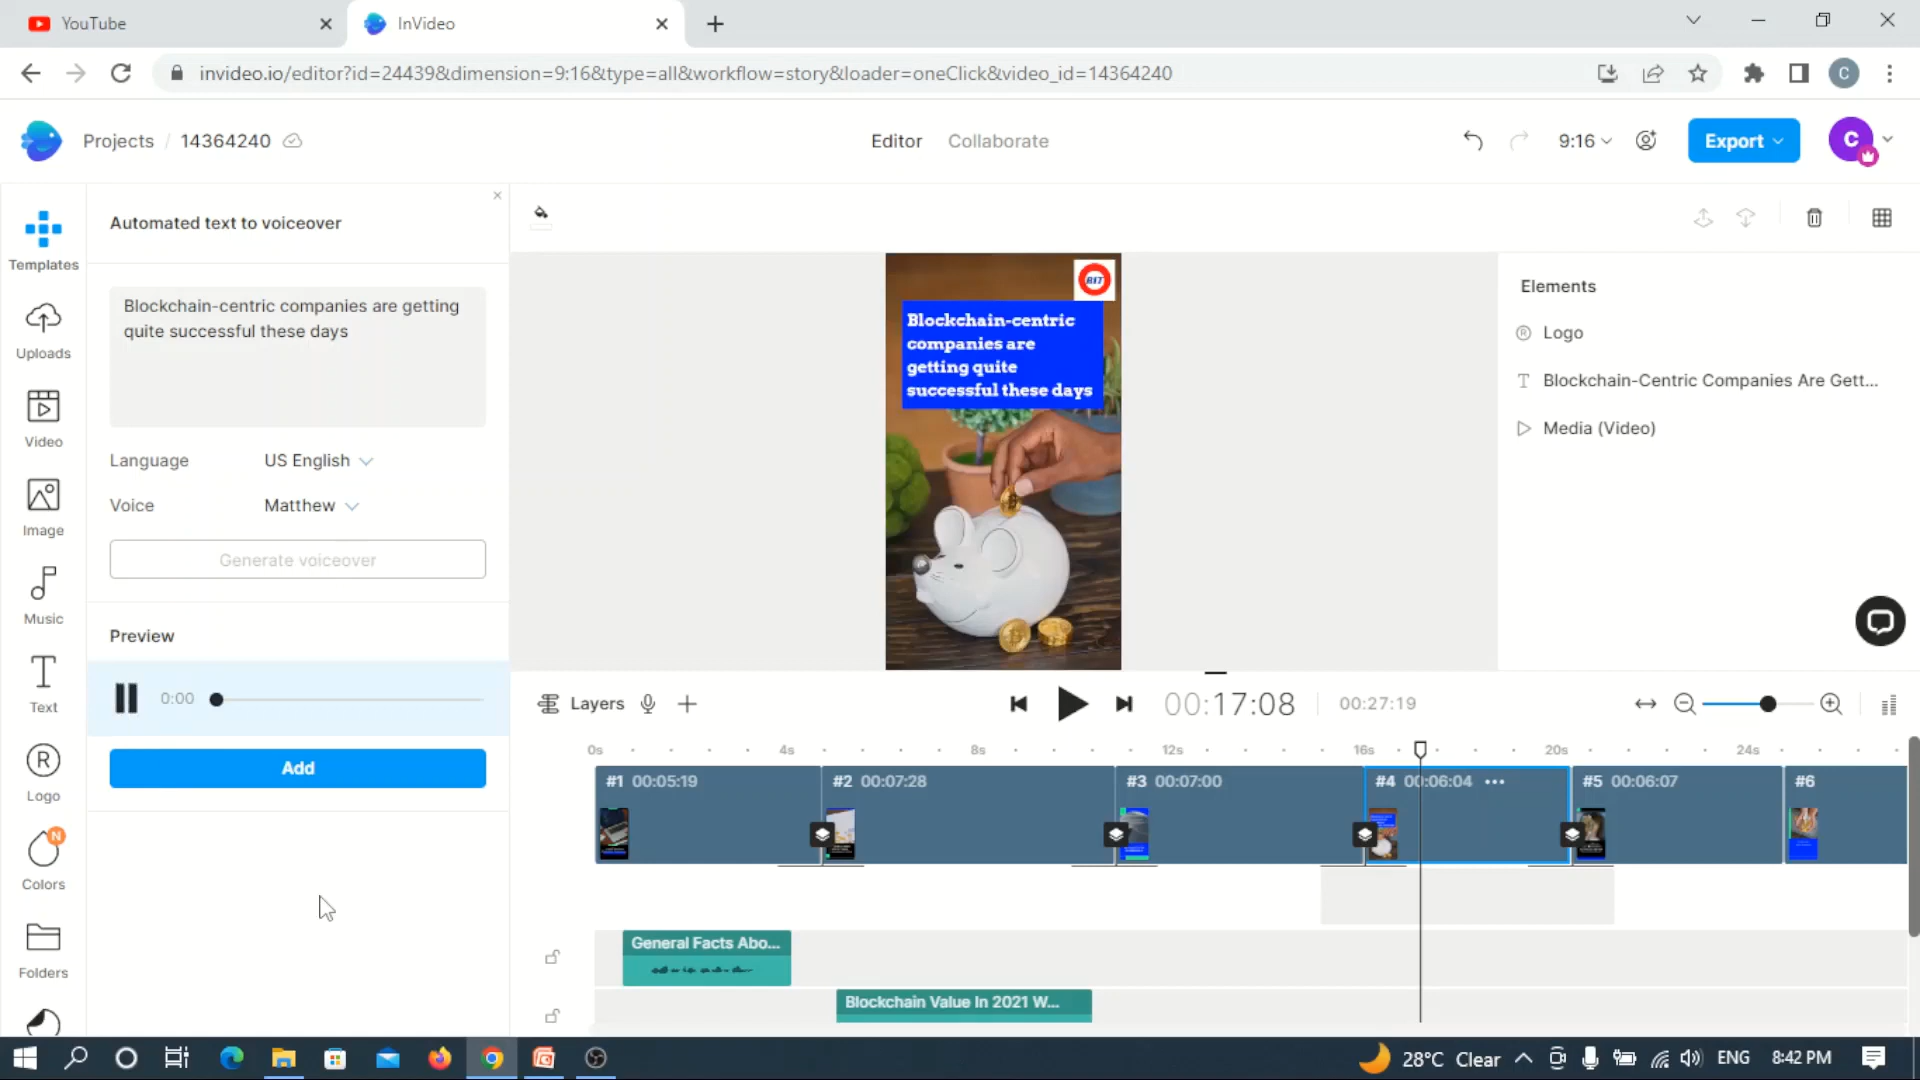 YouTube
InVideo
invideo.io/editor?id=24439&dimension=9:16&type=all&workflow=story&loader=oneClick&video_id=14364240
C
Projects / 14364240
Editor
Collaborate
9:16
Export
C
Templates
Uploads
Video
Image
Music
Text
Logo
N
Colors
Folders
Automated text to voiceover
Blockchain-centric companies are getting
quite successful these days
Language
US English
Voice
Matthew
Generate voiceover
Preview
0:00
Add
BIT
Blockchain-centric
companies are
getting quite
successful these days
Elements
Logo
Blockchain-Centric Companies Are Gett...
Media (Video)
Layers
00:17:08
00:27:19
0s
4s
8s
12s
16s
20s
24s
#1 00:05:19
#2 00:07:28
#3 00:07:00
#4 00:06:04
#5 00:06:07
#6
General Facts Abo...
Blockchain Value In 2021 W...
28°C Clear
ENG
8:42 PM